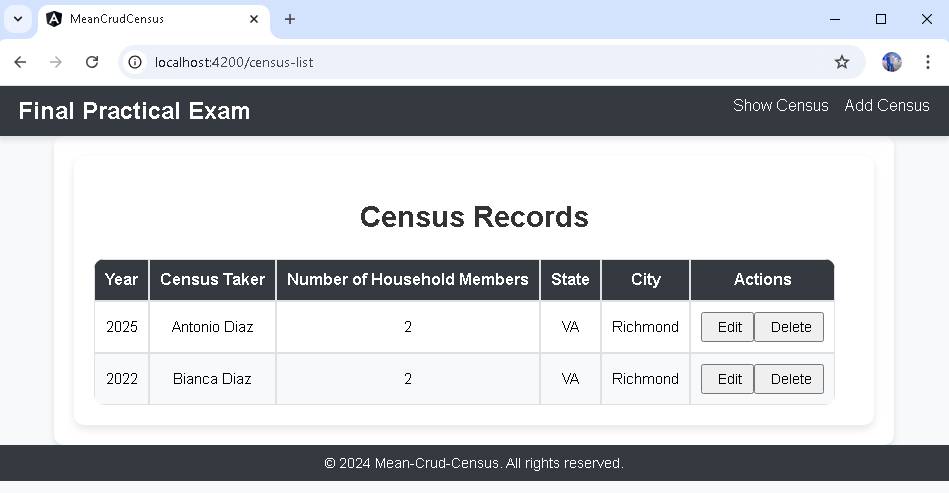 MeanCrudCensus
localhost:4200/census-list
Final Practical Exam Show Census Add Census
Census Records
Year Census Taker Number of Household Members State City Actions
2025 Antonio Diaz 2 VA Richmond Edit Delete
2022 Bianca Diaz 2 VA Richmond Edit Delete
© 2024 Mean-Crud-Census. All rights reserved.